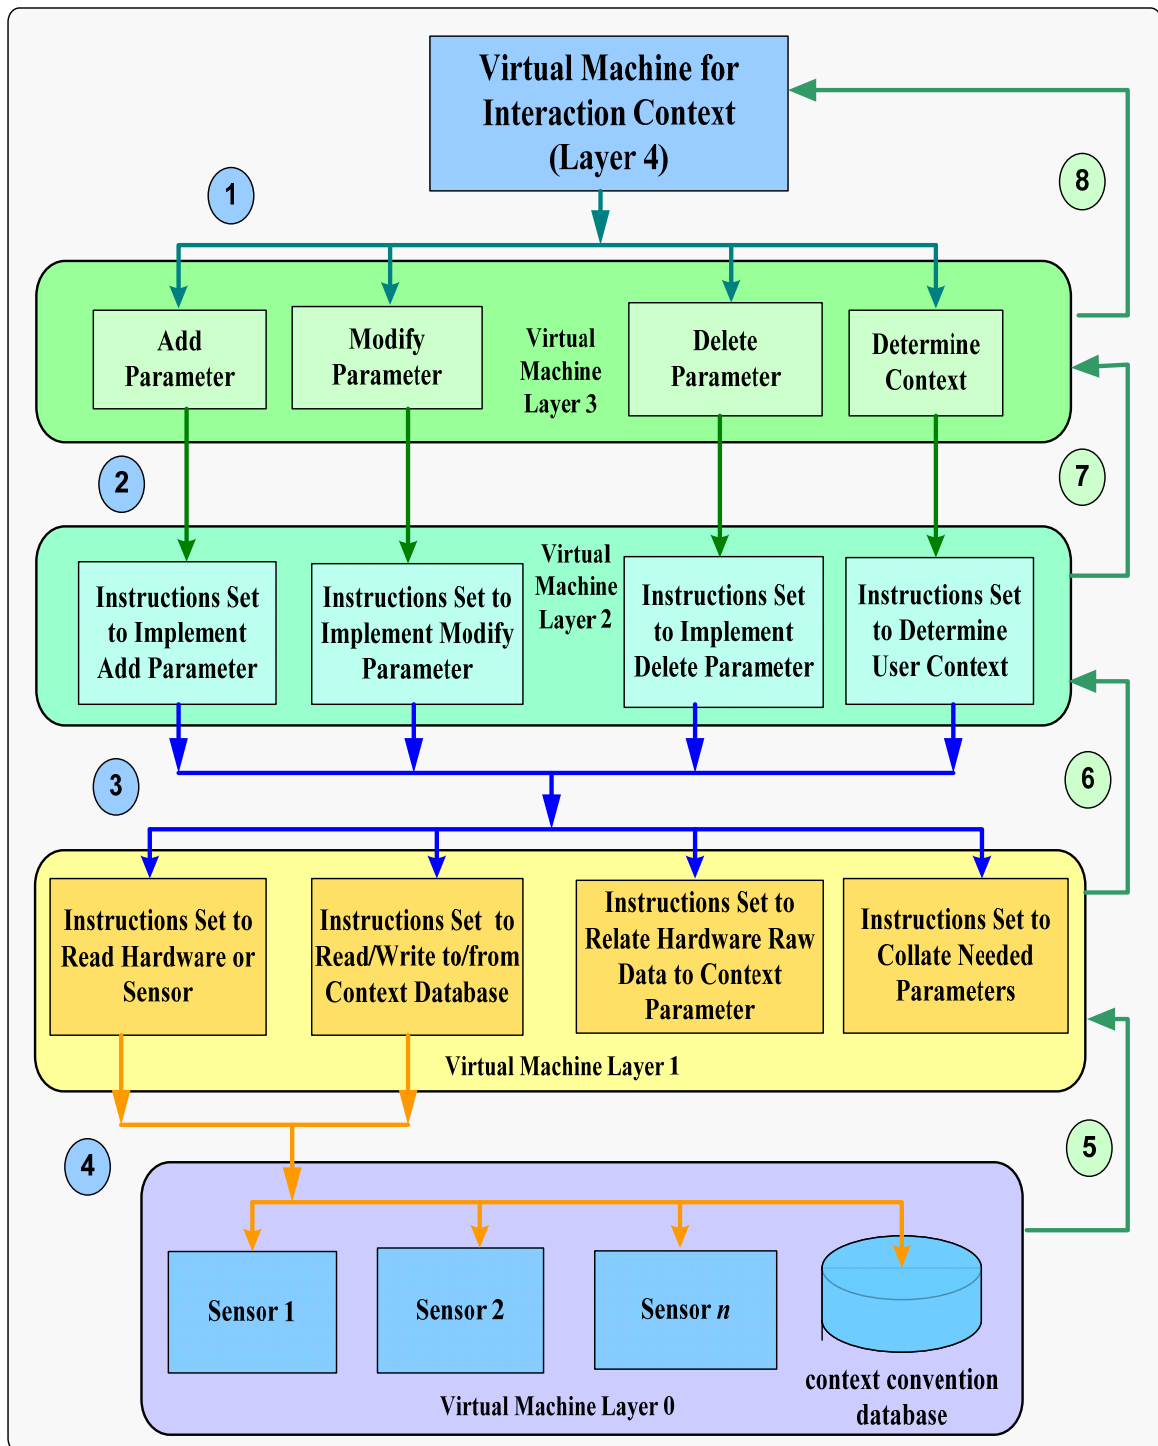 Virtual Machine for
Interaction Context
(Layer 4)
1
8
Add
Parameter
Modify
Parameter
Virtual
Machine
Layer 3
Delete
Parameter
Determine
Context
2
7
Virtual
Machine
Layer 2
Instructions Set
to Implement
Add Parameter
Instructions Set to
Implement Modify
Parameter
Instructions Set
to Implement
Delete Parameter
Instructions Set
to Determine
User Context
3
6
Instructions Set to
Read Hardware or
Sensor
Instructions Set to
Read/Write to/from
Context Database
Instructions Set to
Relate Hardware Raw
Data to Context
Parameter
Instructions Set to
Collate Needed
Parameters
Virtual Machine Layer 1
4
5
Sensor 1
Sensor 2
Sensor n
context convention
database
Virtual Machine Layer 0